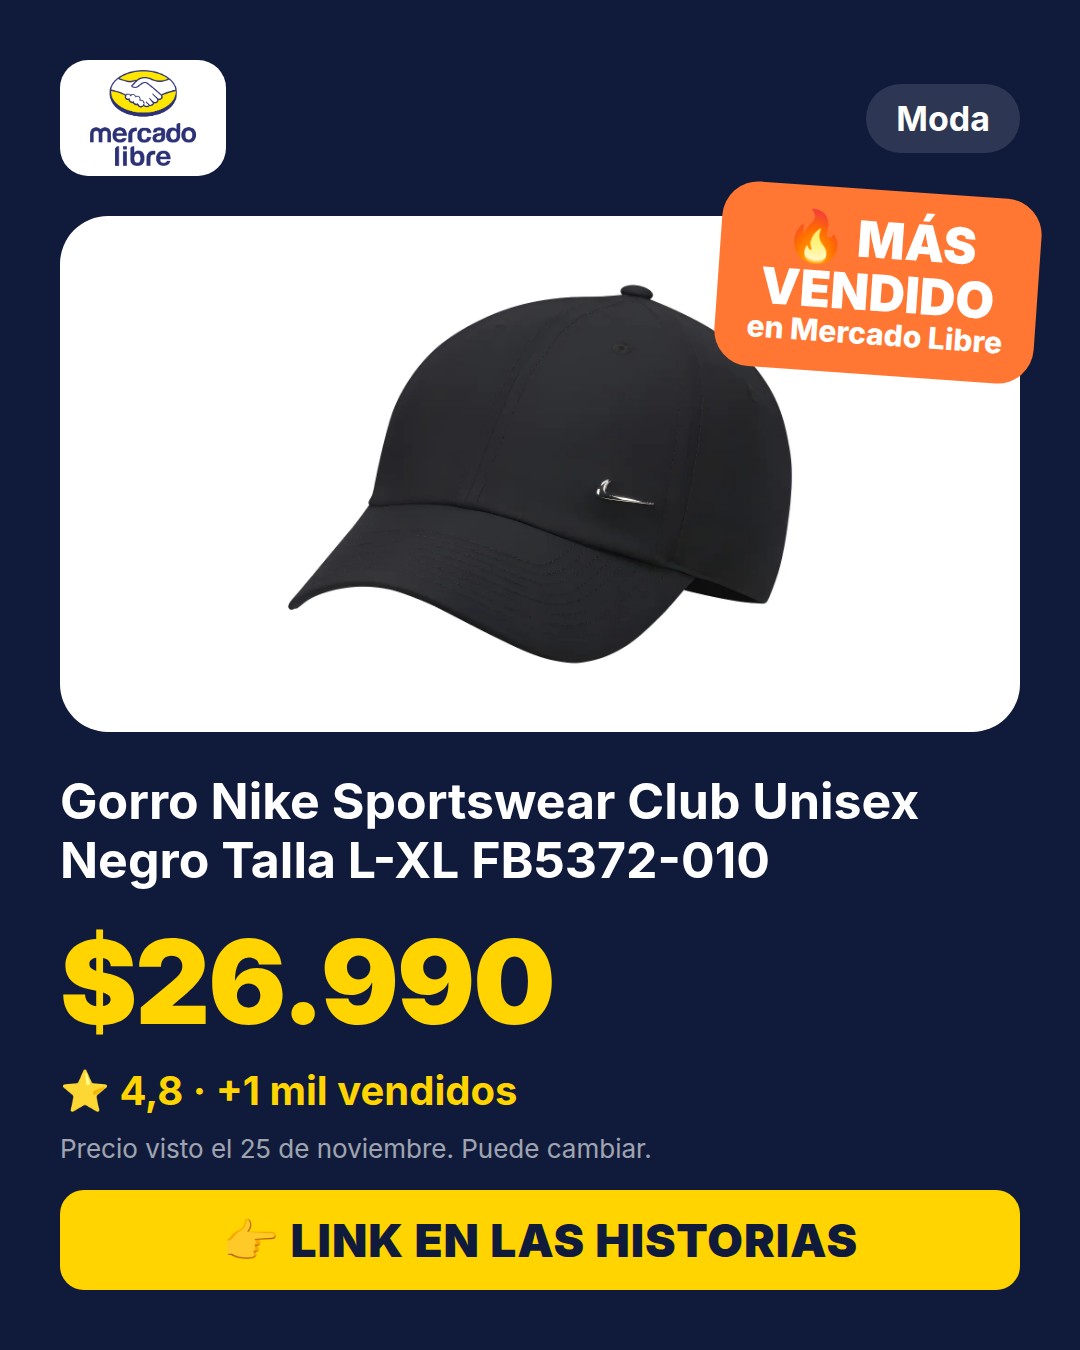 mercado
libre
Moda
🔥 MÁS
VENDIDO
en Mercado Libre
Gorro Nike Sportswear Club Unisex
Negro Talla L-XL FB5372-010
$26.990
⭐ 4,8 · +1 mil vendidos
Precio visto el 25 de noviembre. Puede cambiar.
👉 LINK EN LAS HISTORIAS